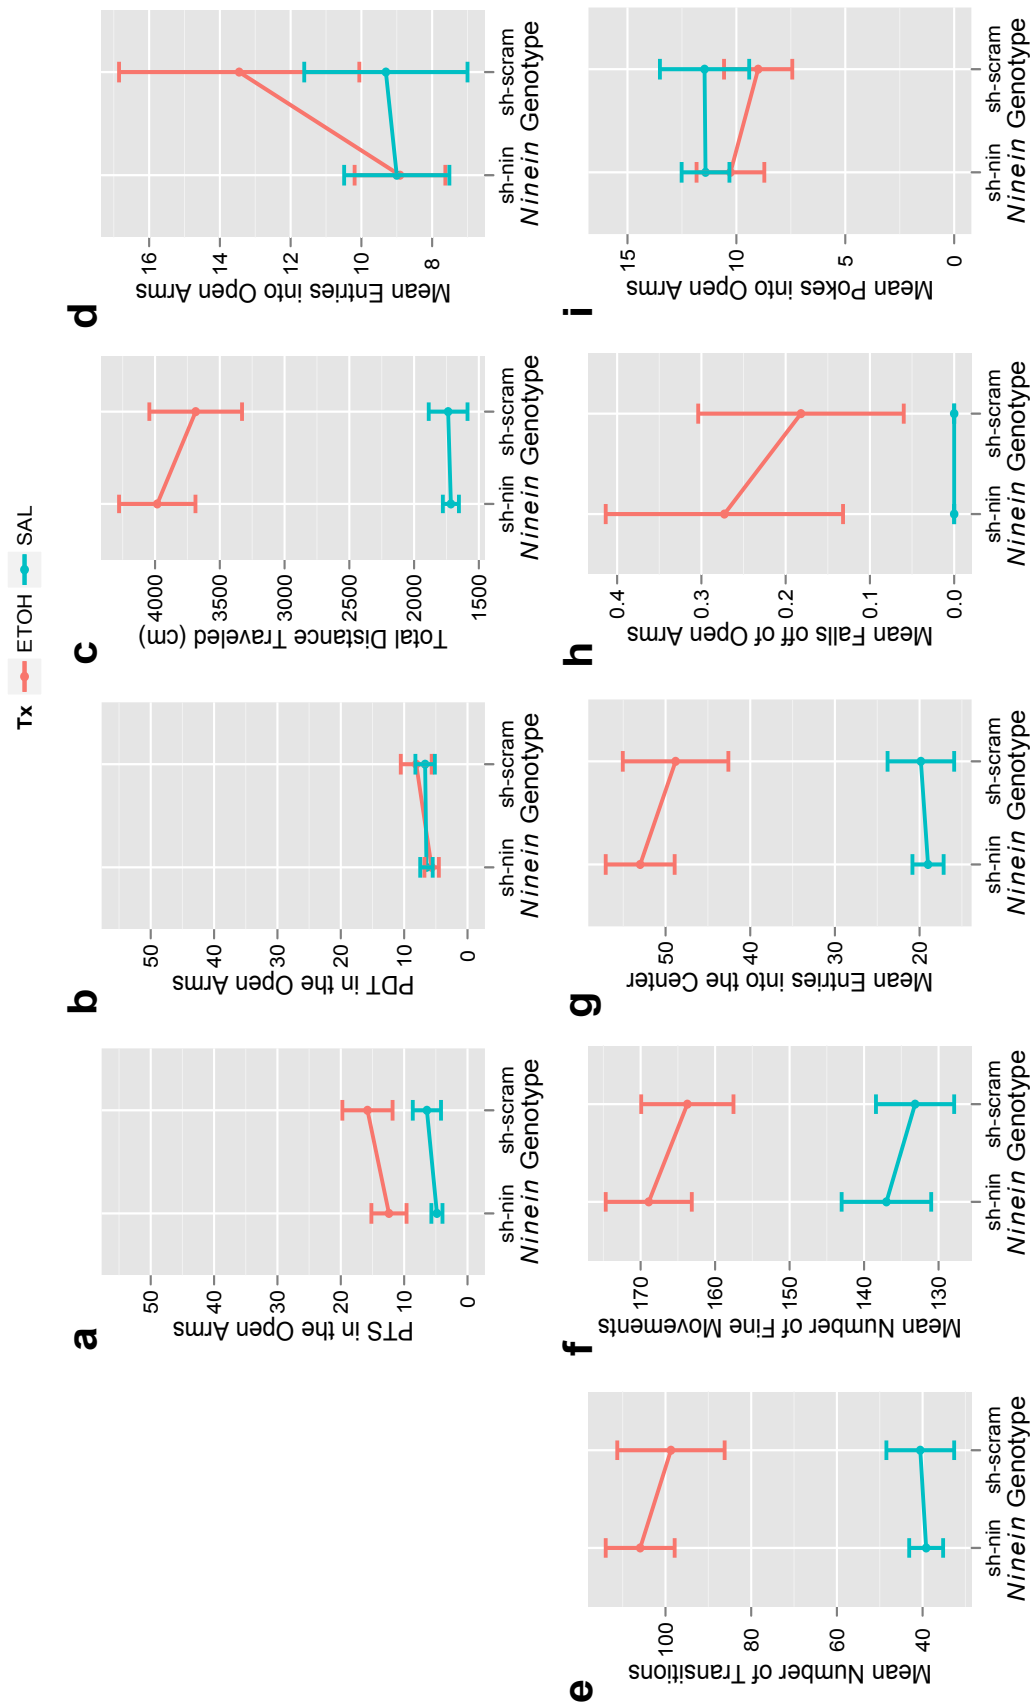 Tx ETOH SAL
a
PTS in the Open Arms
50
40
30
20
10
0
sh-nin sh-scram
Ninein Genotype
b
PDT in the Open Arms
50
40
30
20
10
0
sh-nin sh-scram
Ninein Genotype
c
Total Distance Traveled (cm)
4000
3500
3000
2500
2000
1500
sh-nin sh-scram
Ninein Genotype
d
Mean Entries into Open Arms
16
14
12
10
8
sh-nin sh-scram
Ninein Genotype
e
Mean Number of Transitions
100
80
60
40
sh-nin sh-scram
Ninein Genotype
f
Mean Number of Fine Movements
170
160
150
140
130
sh-nin sh-scram
Ninein Genotype
g
Mean Entries into the Center
50
40
30
20
sh-nin sh-scram
Ninein Genotype
h
Mean Falls off of Open Arms
0.4
0.3
0.2
0.1
0.0
sh-nin sh-scram
Ninein Genotype
i
Mean Pokes into Open Arms
15
10
5
0
sh-nin sh-scram
Ninein Genotype